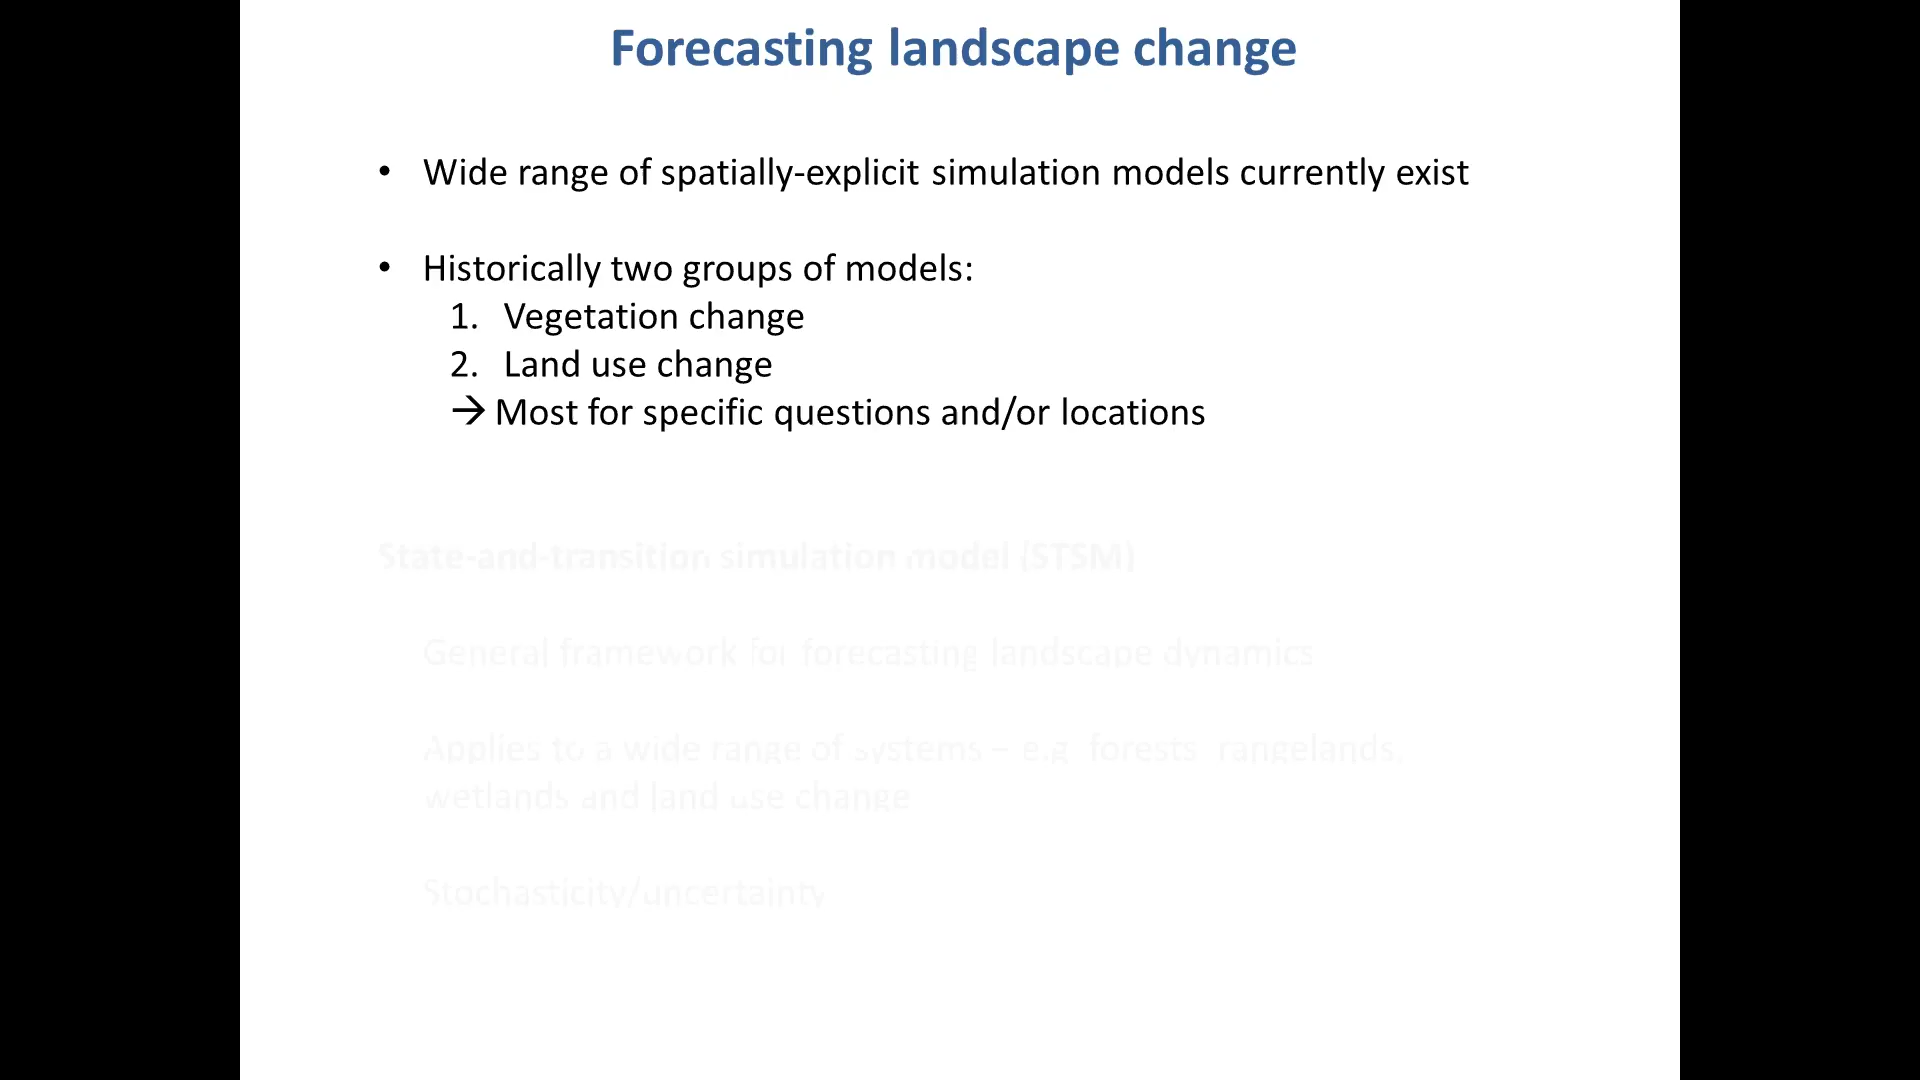 Forecasting landscape change
• Wide range of spatially-explicit simulation models currently exist
• Historically two groups of models:
1. Vegetation change
2. Land use change
→ Most for specific questions and/or locations
State-and-transition simulation model (STSM)
General framework for forecasting landscape dynamics
Applies to a wide range of systems – e.g. forests, rangelands,
wetlands and land use change
Stochasticity/uncertainty